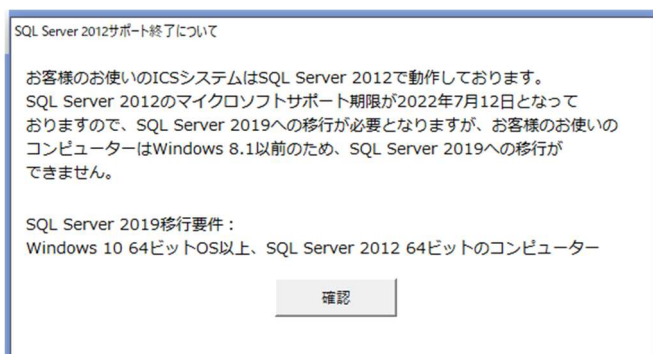 SQL Server 2012サポート終了について
お客様のお使いのICSシステムはSQL Server 2012で動作しております。
SQL Server 2012のマイクロソフトサポート期限が2022年7月12日となって
おりますので、SQL Server 2019への移行が必要となりますが、お客様のお使いの
コンピューターはWindows 8.1以前のため、SQL Server 2019への移行が
できません。
SQL Server 2019移行要件：
Windows 10 64ビットOS以上、SQL Server 2012 64ビットのコンピューター
確認